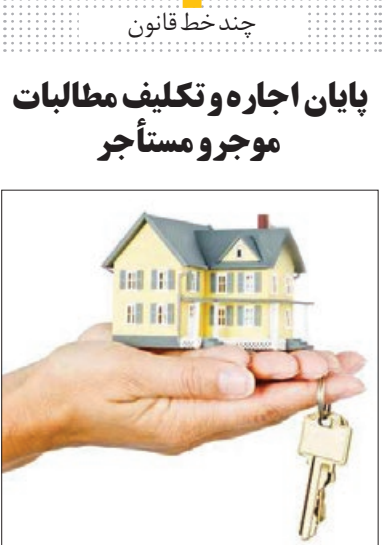 چند خط قانون
پایان اجاره و تکلیف مطالبات
موجر و مستأجر